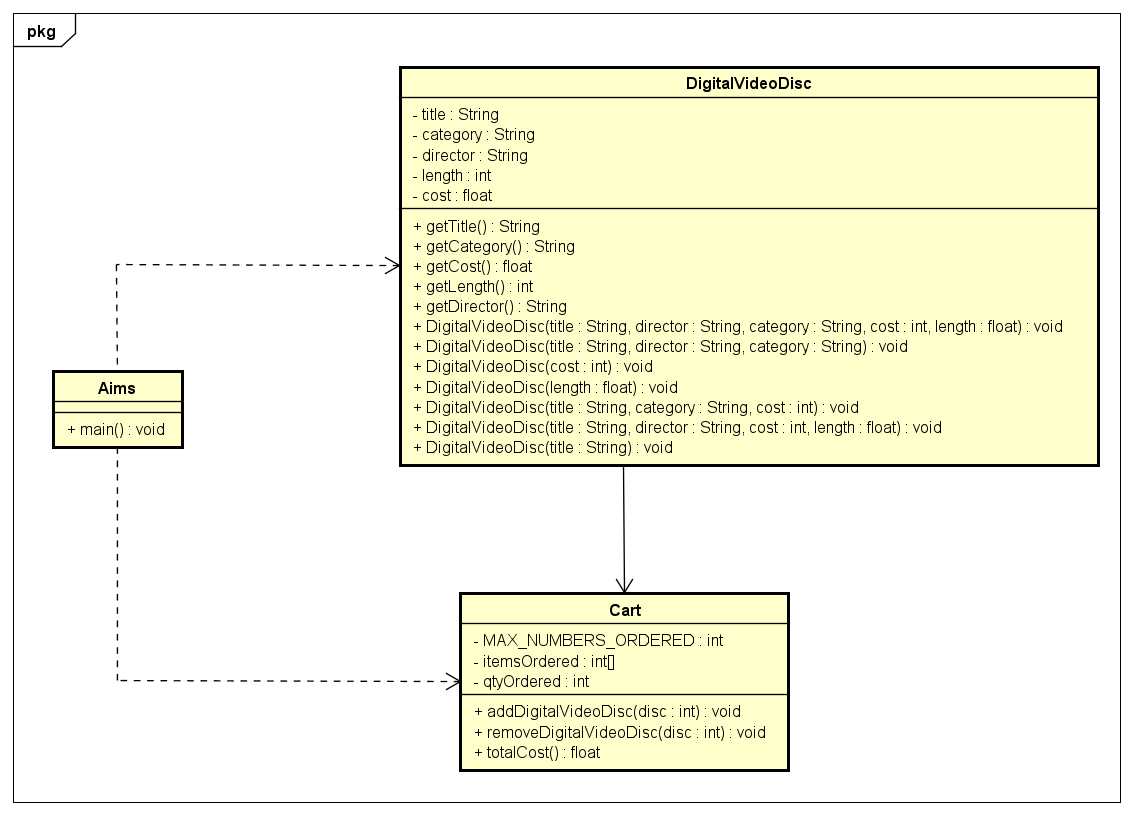 pkg
DigitalVideoDisc
- title : String
- category : String
- director : String
- length : int
- cost : float
+ getTitle() : String
+ getCategory() : String
+ getCost() : float
+ getLength() : int
+ getDirector() : String
+ DigitalVideoDisc(title : String, director : String, category : String, cost : int, length : float) : void
+ DigitalVideoDisc(title : String, director : String, category : String) : void
+ DigitalVideoDisc(cost : int) : void
+ DigitalVideoDisc(length : float) : void
+ DigitalVideoDisc(title : String, category : String, cost : int) : void
+ DigitalVideoDisc(title : String, director : String, cost : int, length : float) : void
+ DigitalVideoDisc(title : String) : void
Aims
+ main() : void
Cart
- MAX_NUMBERS_ORDERED : int
- itemsOrdered : int[]
- qtyOrdered : int
+ addDigitalVideoDisc(disc : int) : void
+ removeDigitalVideoDisc(disc : int) : void
+ totalCost() : float